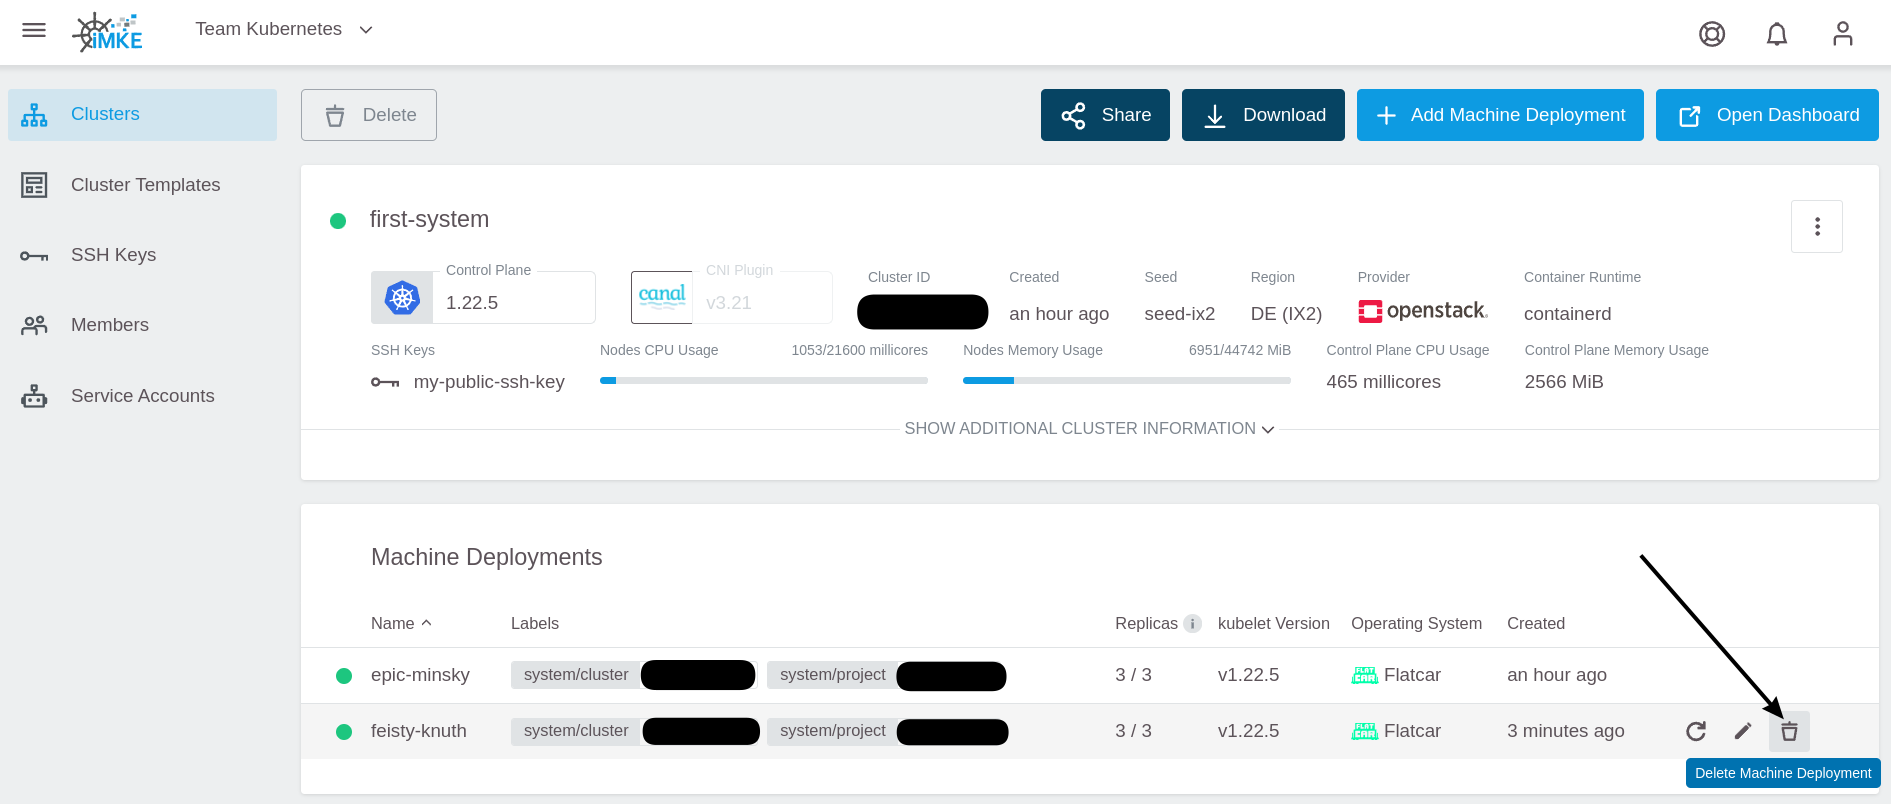 iMKE
Team Kubernetes
Clusters
Cluster Templates
SSH Keys
Members
Service Accounts
Delete
Share
Download
Add Machine Deployment
Open Dashboard
first-system
Control Plane
1.22.5
canal
CNI Plugin
v3.21
Cluster ID
Created
an hour ago
Seed
seed-ix2
Region
DE (IX2)
Provider
openstack.
Container Runtime
containerd
SSH Keys
my-public-ssh-key
Nodes CPU Usage 1053/21600 millicores
Nodes Memory Usage 6951/44742 MiB
Control Plane CPU Usage
465 millicores
Control Plane Memory Usage
2566 MiB
SHOW ADDITIONAL CLUSTER INFORMATION
Machine Deployments
Name Labels Replicas i kubelet Version Operating System Created
epic-minsky system/cluster system/project 3 / 3 v1.22.5 FLAT CAR Flatcar an hour ago
feisty-knuth system/cluster system/project 3 / 3 v1.22.5 FLAT CAR Flatcar 3 minutes ago
Delete Machine Deployment